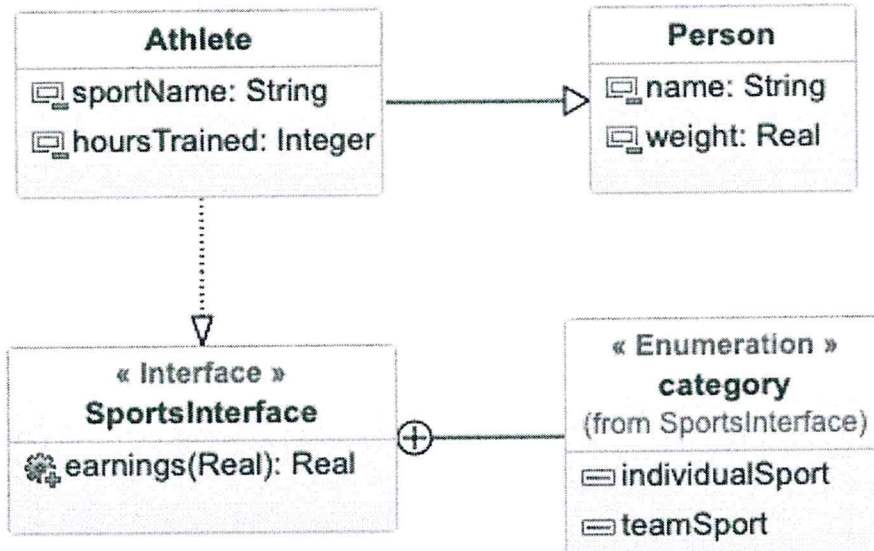 Athlete
sportName: String
hoursTrained: Integer
Person
name: String
weight: Real
« Interface »
SportsInterface
earnings(Real): Real
« Enumeration »
category
(from SportsInterface)
individualSport
teamSport